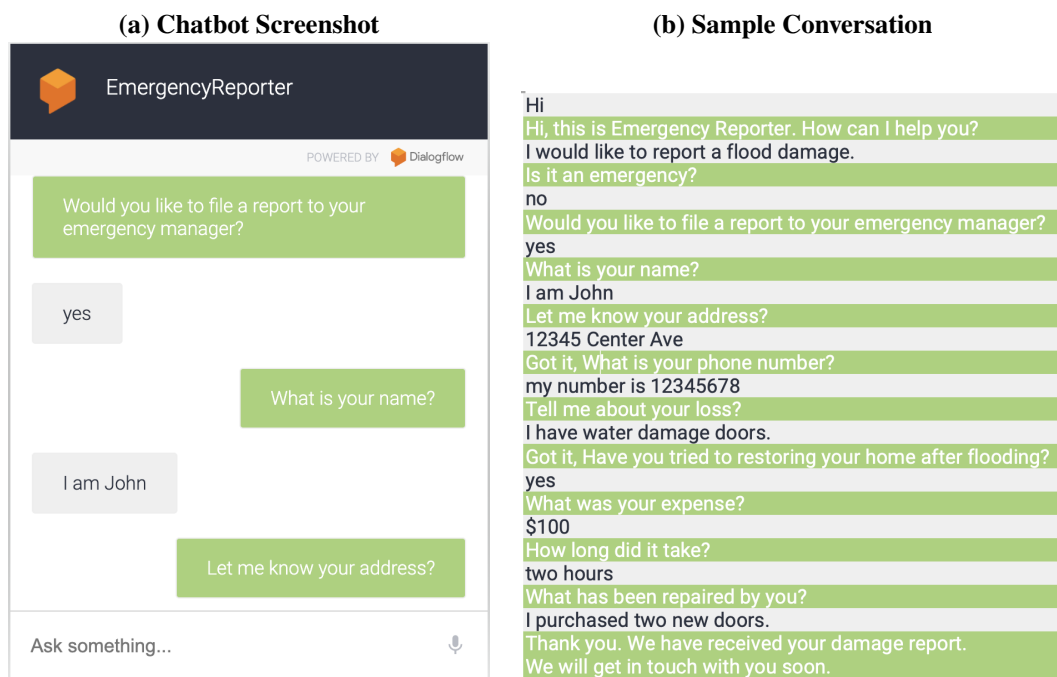 (a) Chatbot Screenshot
EmergencyReporter
POWERED BY Dialogflow
Would you like to file a report to your
emergency manager?
yes
What is your name?
I am John
Let me know your address?
Ask something...
(b) Sample Conversation
Hi
Hi, this is Emergency Reporter. How can I help you?
I would like to report a flood damage.
Is it an emergency?
no
Would you like to file a report to your emergency manager?
yes
What is your name?
I am John
Let me know your address?
12345 Center Ave
Got it, What is your phone number?
my number is 12345678
Tell me about your loss?
I have water damage doors.
Got it, Have you tried to restoring your home after flooding?
yes
What was your expense?
$100
How long did it take?
two hours
What has been repaired by you?
I purchased two new doors.
Thank you. We have received your damage report.
We will get in touch with you soon.